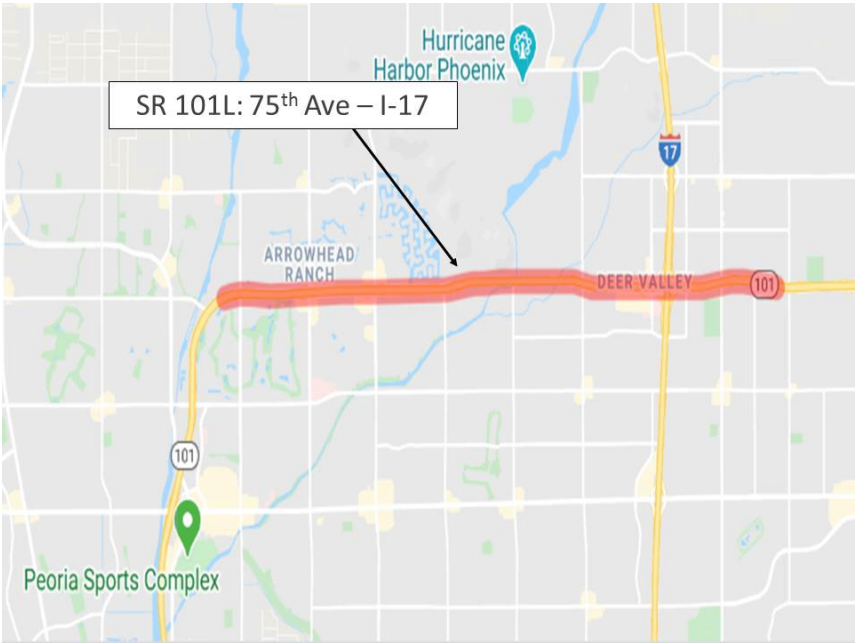 Hurricane
Harbor Phoenix
SR 101L: 75th Ave – I-17
17
ARROWHEAD
RANCH
DEER VALLEY
101
101
Peoria Sports Complex